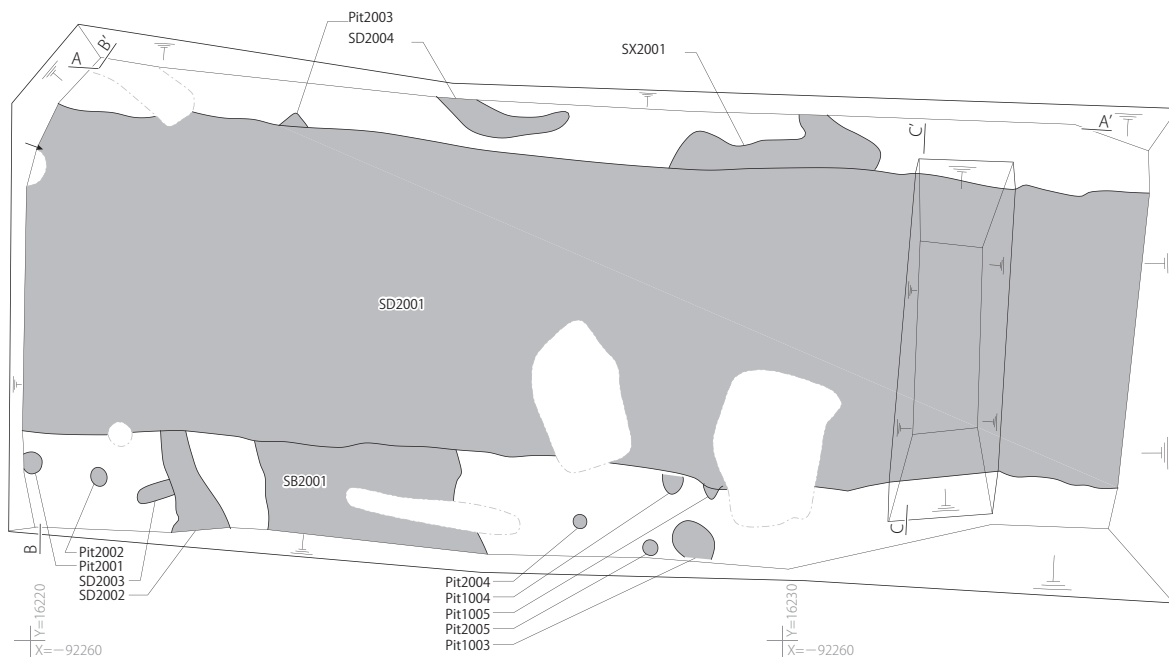 Pit2003
SD2004
SX2001
A
B'
C'
A'
SD2001
SB2001
B
C
Pit2002
Pit2001
SD2003
SD2002
Pit2004
Pit1004
Pit1005
Pit2005
Pit1003
Y=16220
X=−92260
Y=16230
X=−92260